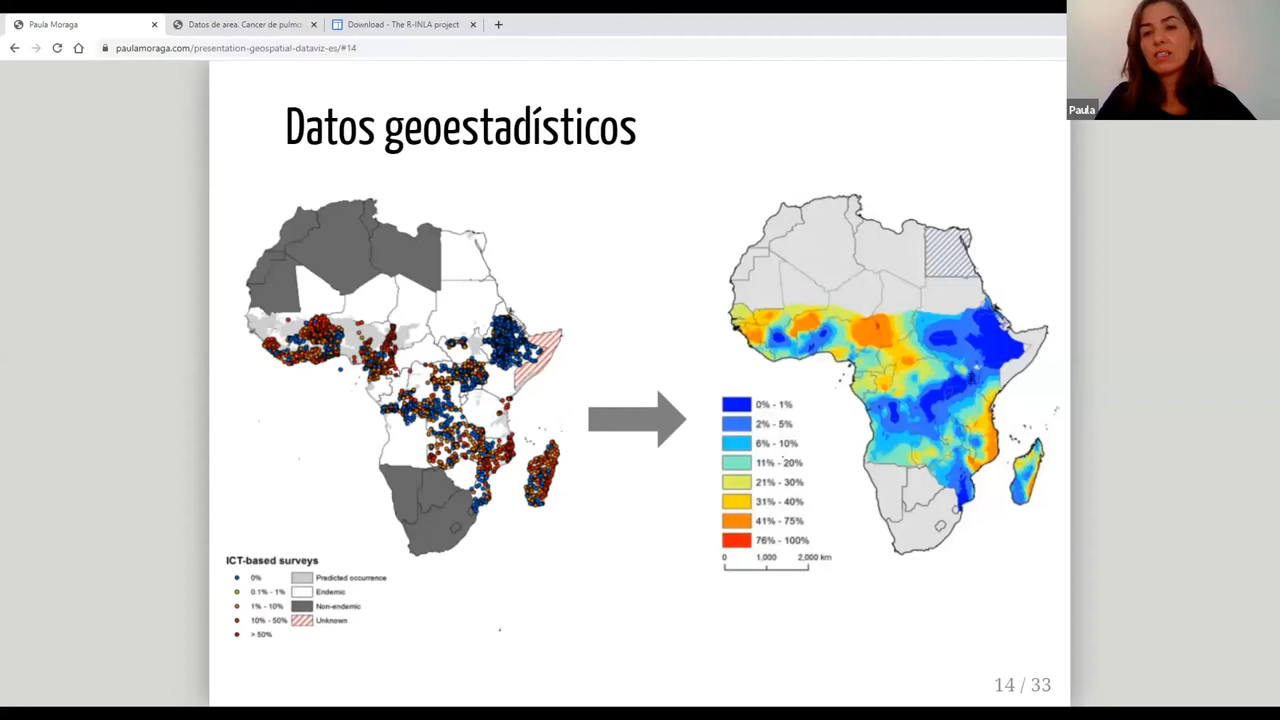 Paula Moraga
Datos de area. Cancer de pulmo
Download - The R-INLA project
paulamoraga.com/presentation-geospatial-dataviz-es/#14
Paula
Datos geoestadísticos
0% - 1%
2% - 5%
6% - 10%
11% - 20%
21% - 30%
31% - 40%
41% - 75%
76% - 100%
0 1,000 2,000 km
ICT-based surveys
0% Predicted occurrence
0.1% - 1% Endemic
1% - 10% Non-endemic
10% - 50% Unknown
> 50%
14 / 33